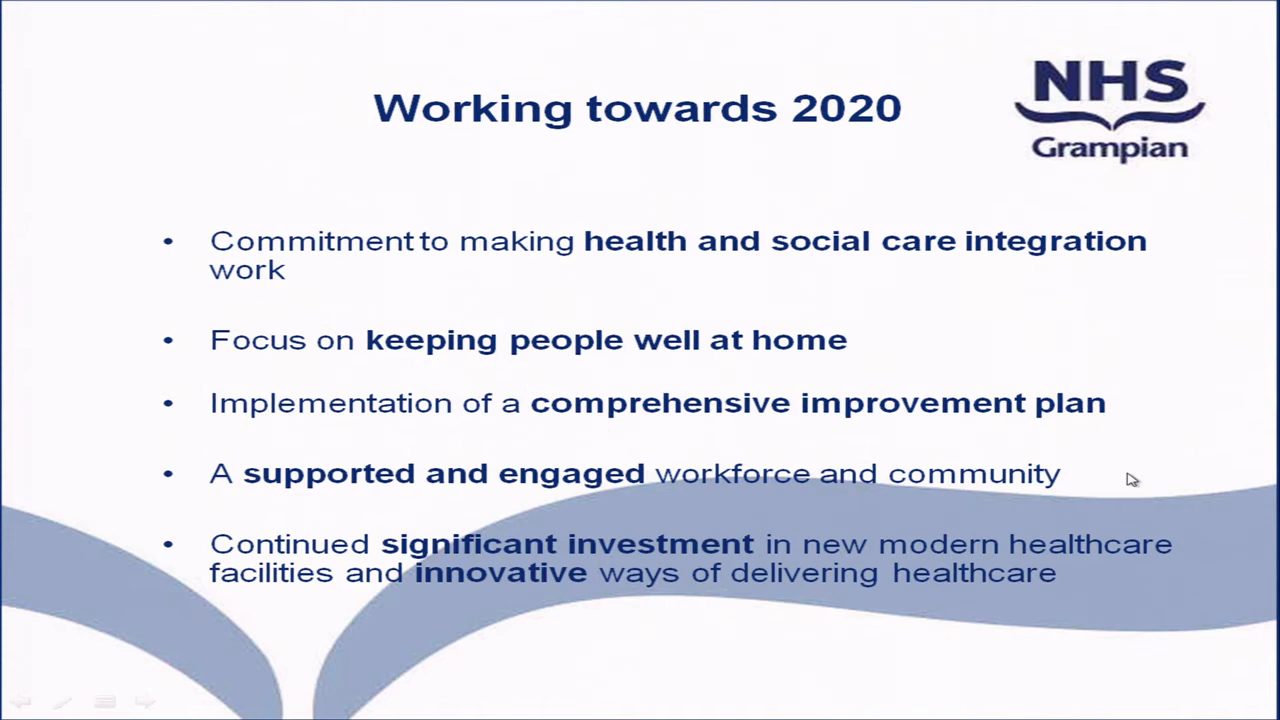 Working towards 2020
NHS
Grampian
• Commitment to making health and social care integration
work
• Focus on keeping people well at home
• Implementation of a comprehensive improvement plan
• A supported and engaged workforce and community
• Continued significant investment in new modern healthcare
facilities and innovative ways of delivering healthcare